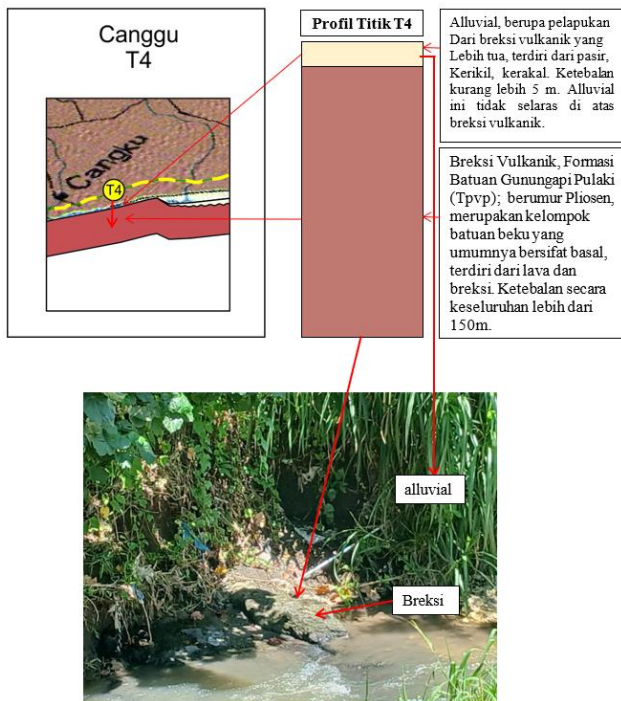 Canggu
T4
Cangku
T4
Profil Titik T4
Alluvial, berupa pelapukan
Dari breksi vulkanik yang
Lebih tua, terdiri dari pasir,
Kerikil, kerakal. Ketebalan
kurang lebih 5 m. Alluvial
ini tidak selaras di atas
breksi vulkanik.
Breksi Vulkanik, Formasi
Batuan Gunungapi Pulaki
(Tpvp); berumur Pliosen,
merupakan kelompok
batuan beku yang
umumnya bersifat basal,
terdiri dari lava dan
breksi. Ketebalan secara
keseluruhan lebih dari
150m.
alluvial
Breksi